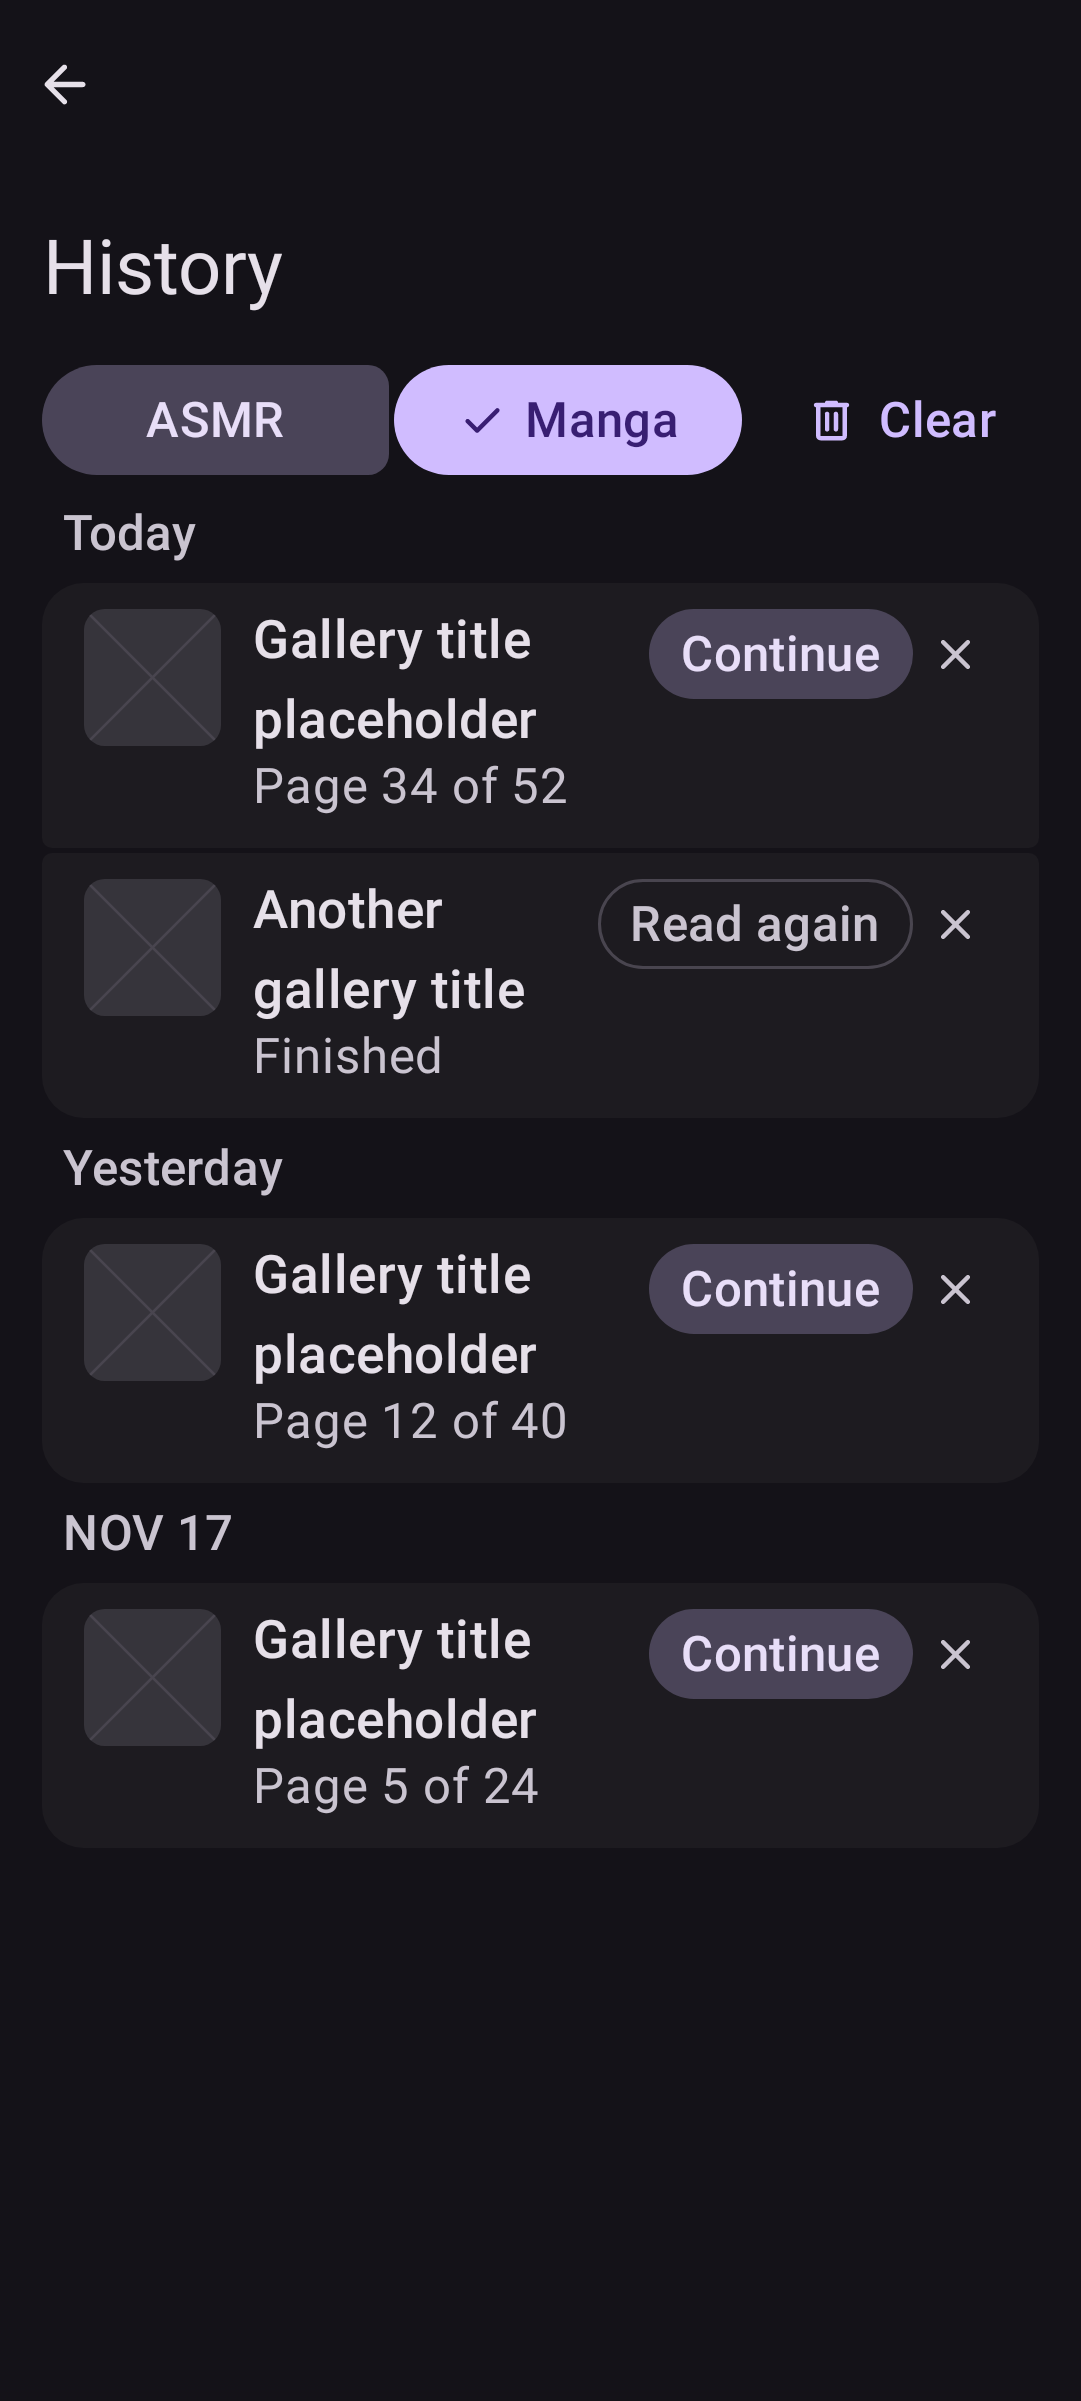 History
ASMR
Manga
Clear
Today
Gallery title
placeholder
Page 34 of 52
Continue
Another
gallery title
Finished
Read again
Yesterday
Gallery title
placeholder
Page 12 of 40
Continue
NOV 17
Gallery title
placeholder
Page 5 of 24
Continue